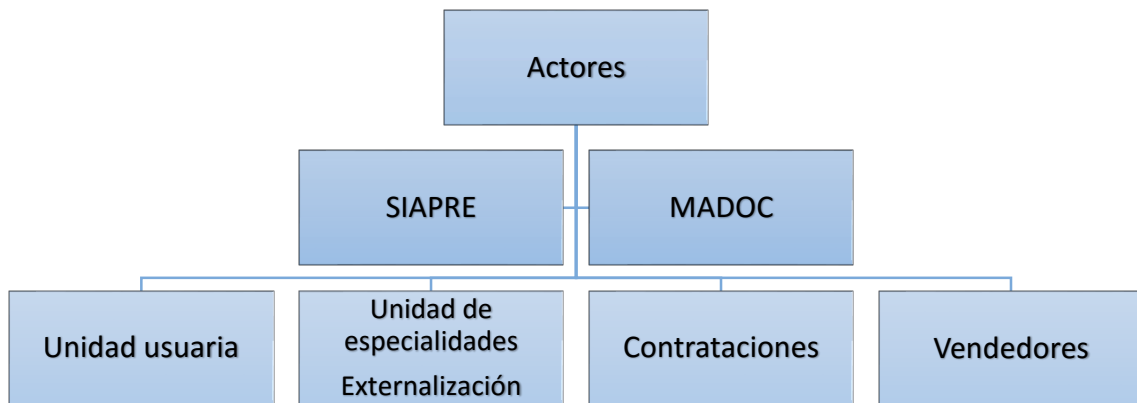 Actores
SIAPRE
MADOC
Unidad usuaria
Unidad de
especialidades
Externalización
Contrataciones
Vendedores